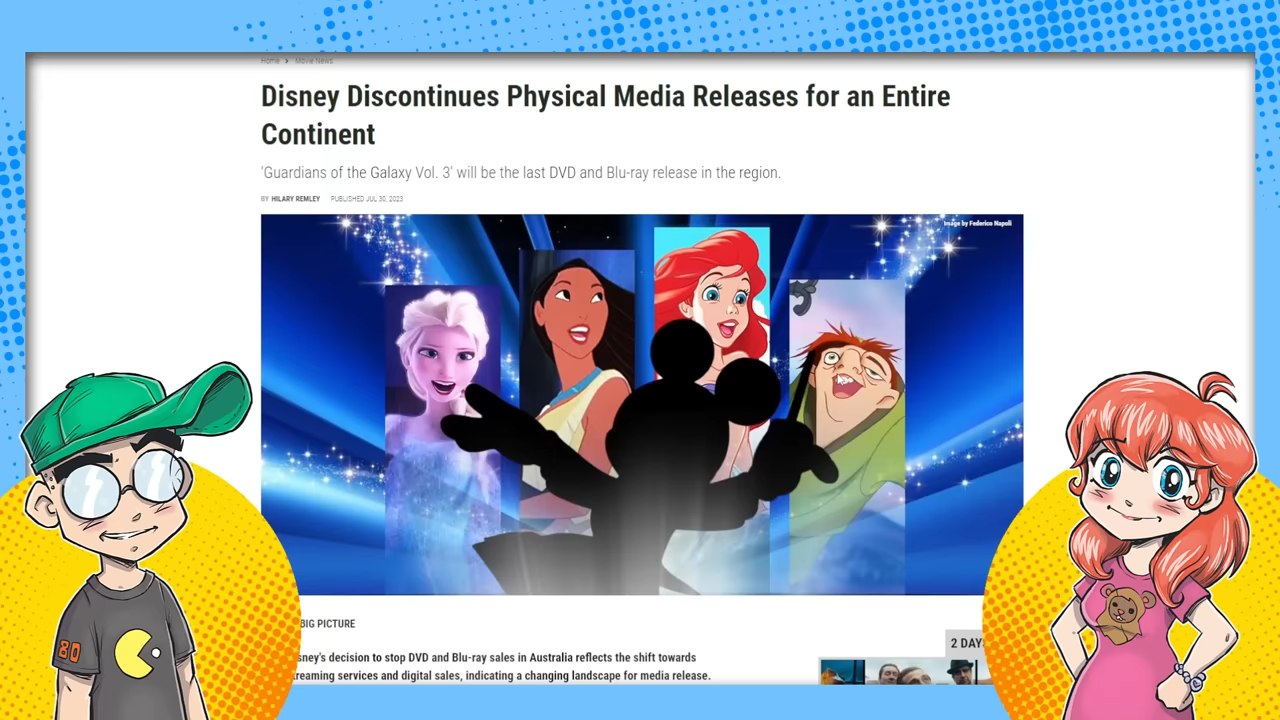 Home > Movie News
Disney Discontinues Physical Media Releases for an Entire
Continent
'Guardians of the Galaxy Vol. 3' will be the last DVD and Blu-ray release in the region.
BY HILARY REMLEY PUBLISHED JUL 30, 2023
Image by Federico Napoli
BIG PICTURE
2 DAY
sney's decision to stop DVD and Blu-ray sales in Australia reflects the shift towards
treaming services and digital sales, indicating a changing landscape for media release.
80